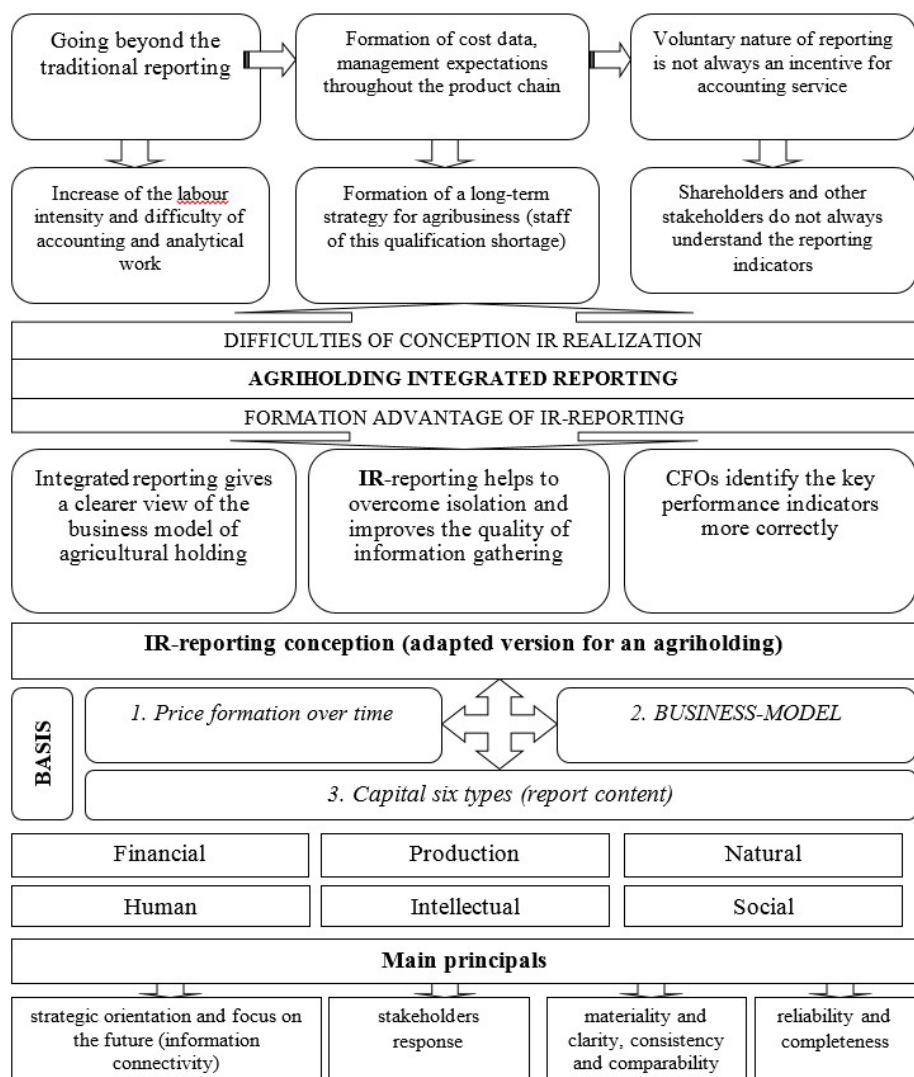 Going beyond the
traditional reporting
Formation of cost data,
management expectations
throughout the product chain
Voluntary nature of reporting
is not always an incentive for
accounting service
Increase of the labour
intensity and difficulty of
accounting and analytical
work
Formation of a long-term
strategy for agribusiness (staff
of this qualification shortage)
Shareholders and other
stakeholders do not always
understand the reporting
indicators
DIFFICULTIES OF CONCEPTION IR REALIZATION
AGRIHOLDING INTEGRATED REPORTING
FORMATION ADVANTAGE OF IR-REPORTING
Integrated reporting gives
a clearer view of the
business model of
agricultural holding
IR-reporting helps to
overcome isolation and
improves the quality of
information gathering
CFOs identify the key
performance indicators
more correctly
IR-reporting conception (adapted version for an agriholding)
BASIS
1. Price formation over time
2. BUSINESS-MODEL
3. Capital six types (report content)
Financial
Production
Natural
Human
Intellectual
Social
Main principals
strategic orientation and focus on
the future (information
connectivity)
stakeholders
response
materiality and
clarity, consistency
and comparability
reliability and
completeness